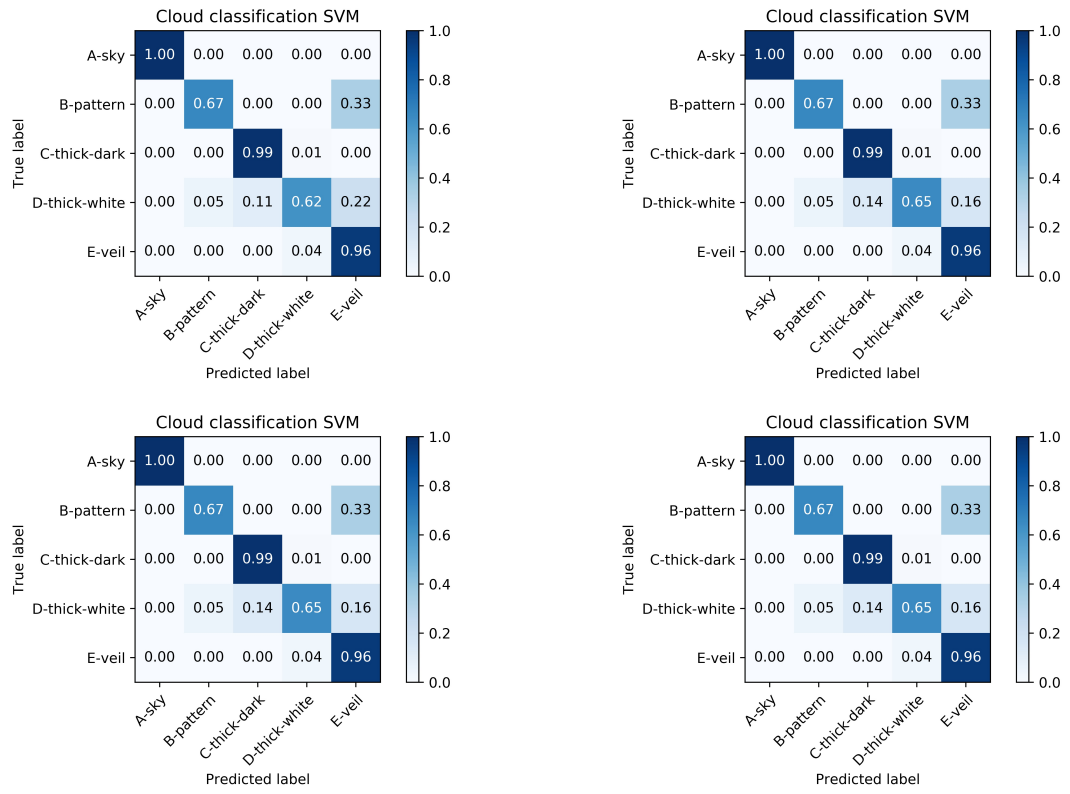 Cloud classification SVM
A-sky 1.00 0.00 0.00 0.00 0.00
B-pattern 0.00 0.67 0.00 0.00 0.33
C-thick-dark 0.00 0.00 0.99 0.01 0.00
D-thick-white 0.00 0.05 0.11 0.62 0.22
E-veil 0.00 0.00 0.00 0.04 0.96
True label
A-sky B-pattern C-thick-dark D-thick-white E-veil
Predicted label
1.0
0.8
0.6
0.4
0.2
0.0
Cloud classification SVM
A-sky 1.00 0.00 0.00 0.00 0.00
B-pattern 0.00 0.67 0.00 0.00 0.33
C-thick-dark 0.00 0.00 0.99 0.01 0.00
D-thick-white 0.00 0.05 0.14 0.65 0.16
E-veil 0.00 0.00 0.00 0.04 0.96
True label
A-sky B-pattern C-thick-dark D-thick-white E-veil
Predicted label
1.0
0.8
0.6
0.4
0.2
0.0
Cloud classification SVM
A-sky 1.00 0.00 0.00 0.00 0.00
B-pattern 0.00 0.67 0.00 0.00 0.33
C-thick-dark 0.00 0.00 0.99 0.01 0.00
D-thick-white 0.00 0.05 0.14 0.65 0.16
E-veil 0.00 0.00 0.00 0.04 0.96
True label
A-sky B-pattern C-thick-dark D-thick-white E-veil
Predicted label
1.0
0.8
0.6
0.4
0.2
0.0
Cloud classification SVM
A-sky 1.00 0.00 0.00 0.00 0.00
B-pattern 0.00 0.67 0.00 0.00 0.33
C-thick-dark 0.00 0.00 0.99 0.01 0.00
D-thick-white 0.00 0.05 0.14 0.65 0.16
E-veil 0.00 0.00 0.00 0.04 0.96
True label
A-sky B-pattern C-thick-dark D-thick-white E-veil
Predicted label
1.0
0.8
0.6
0.4
0.2
0.0